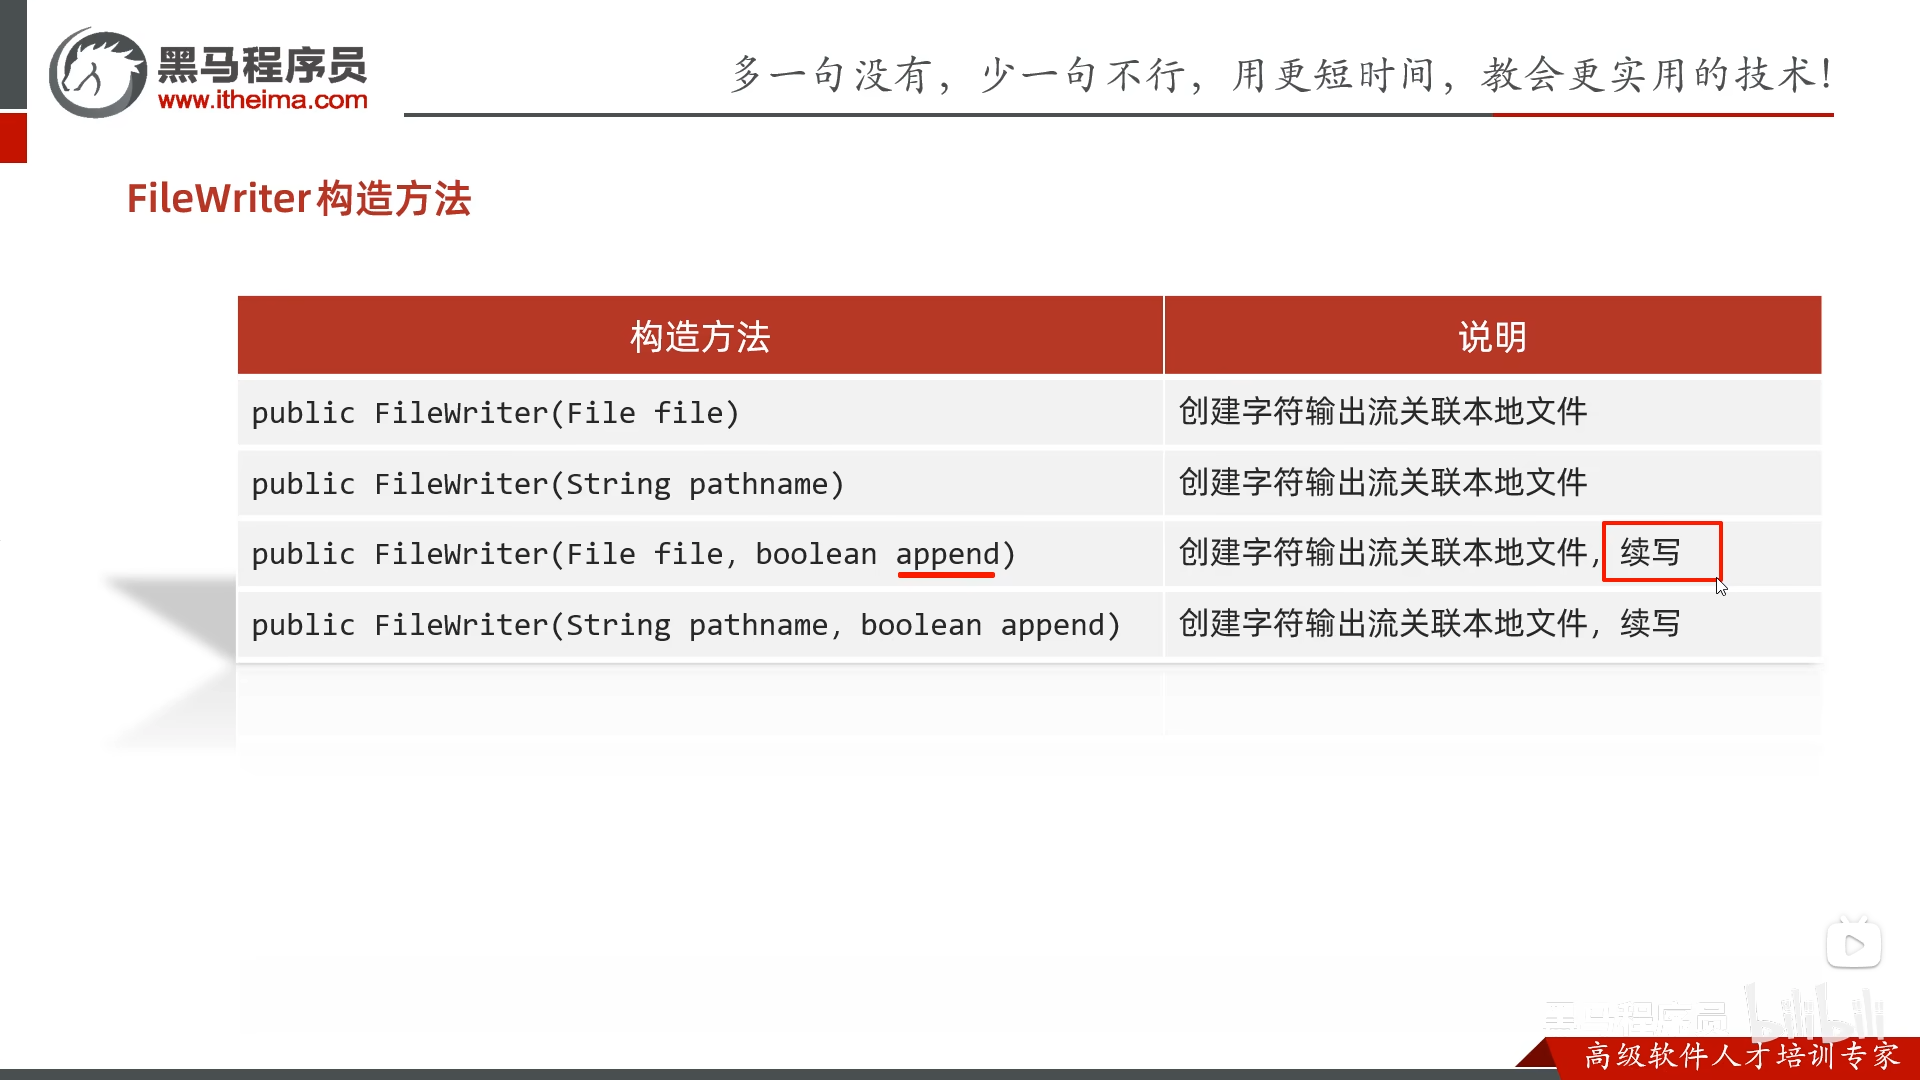 黑马程序员
www.itheima.com
多一句没有，少一句不行，用更短时间，教会更实用的技术！
FileWriter构造方法
构造方法 说明
public FileWriter(File file) 创建字符输出流关联本地文件
public FileWriter(String pathname) 创建字符输出流关联本地文件
public FileWriter(File file, boolean append) 创建字符输出流关联本地文件，续写
public FileWriter(String pathname, boolean append) 创建字符输出流关联本地文件，续写
黑马程序员 bilibili
高级软件人才培训专家